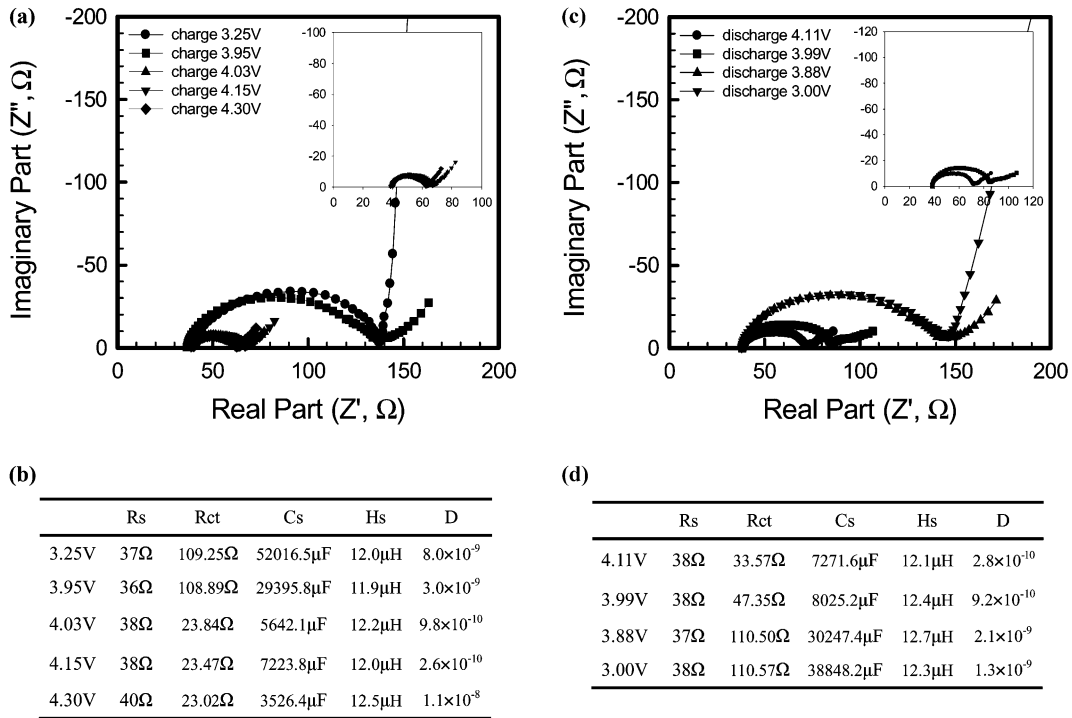 (a)
-200
-150
-100
-50
0
0 50 100 150 200
Imaginary Part (Z'', Ω)
Real Part (Z', Ω)
charge 3.25V
charge 3.95V
charge 4.03V
charge 4.15V
charge 4.30V
-100
-80
-60
-40
-20
0
0 20 40 60 80 100
(c)
-200
-150
-100
-50
0
0 50 100 150 200
Imaginary Part (Z'', Ω)
Real Part (Z', Ω)
discharge 4.11V
discharge 3.99V
discharge 3.88V
discharge 3.00V
-120
-100
-80
-60
-40
-20
0
0 20 40 60 80 100 120
(b)
Rs Rct Cs Hs D
3.25V 37Ω 109.25Ω 52016.5μF 12.0μH 8.0×10⁻⁹
3.95V 36Ω 108.89Ω 29395.8μF 11.9μH 3.0×10⁻⁹
4.03V 38Ω 23.84Ω 5642.1μF 12.2μH 9.8×10⁻¹⁰
4.15V 38Ω 23.47Ω 7223.8μF 12.0μH 2.6×10⁻¹⁰
4.30V 40Ω 23.02Ω 3526.4μF 12.5μH 1.1×10⁻⁸
(d)
Rs Rct Cs Hs D
4.11V 38Ω 33.57Ω 7271.6μF 12.1μH 2.8×10⁻¹⁰
3.99V 38Ω 47.35Ω 8025.2μF 12.4μH 9.2×10⁻¹⁰
3.88V 37Ω 110.50Ω 30247.4μF 12.7μH 2.1×10⁻⁹
3.00V 38Ω 110.57Ω 38848.2μF 12.3μH 1.3×10⁻⁹